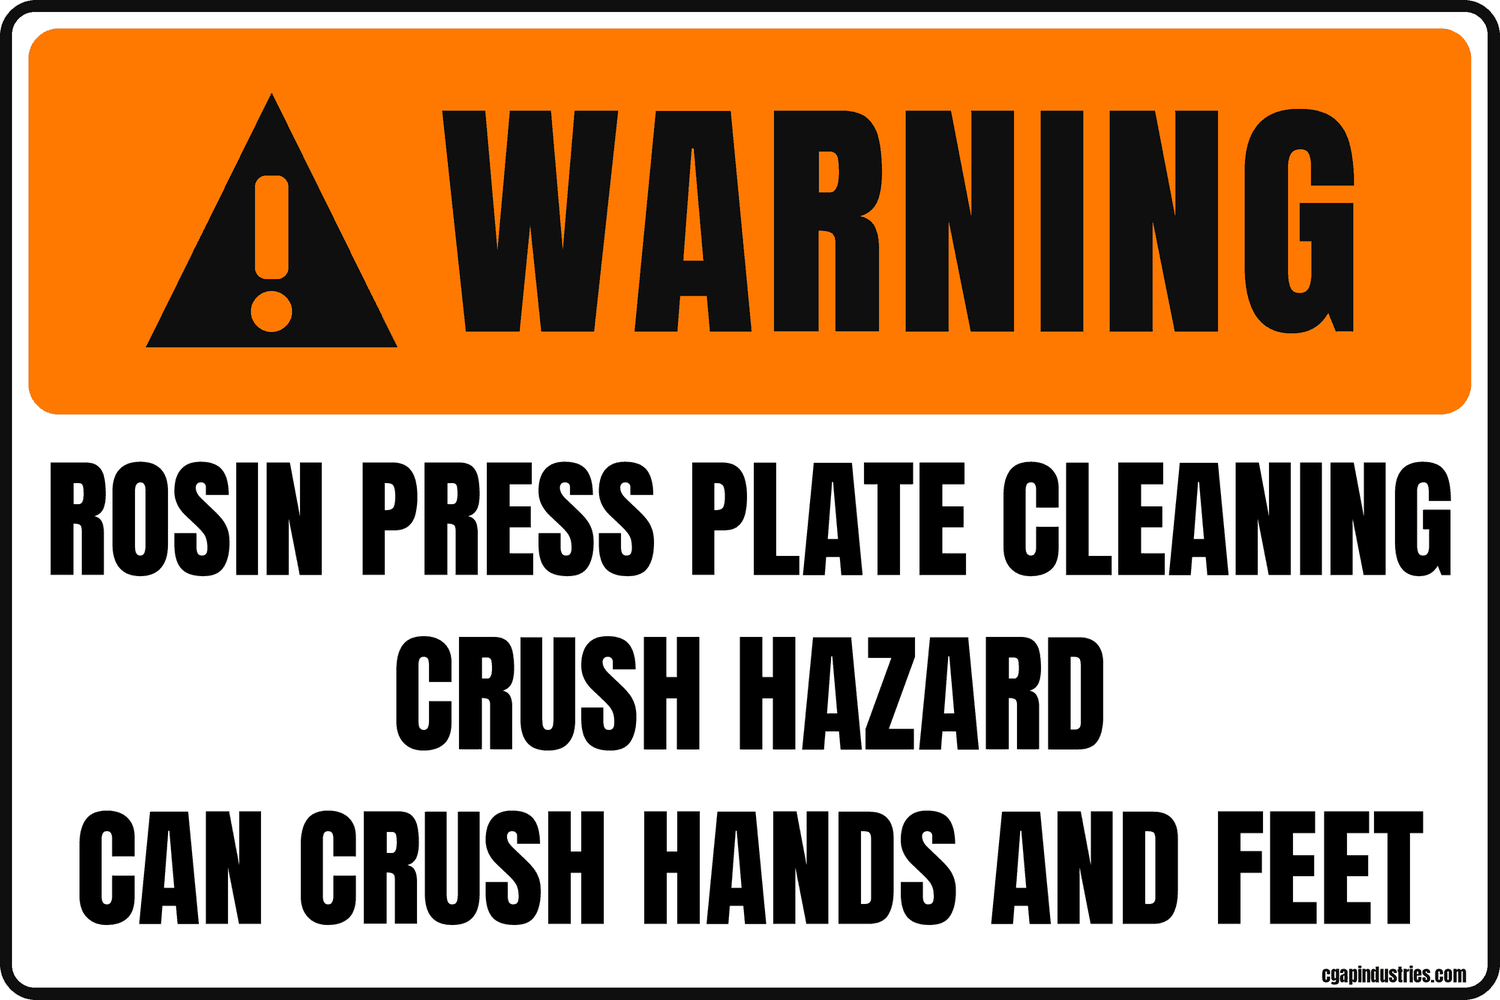 WARNING
ROSIN PRESS PLATE CLEANING
CRUSH HAZARD
CAN CRUSH HANDS AND FEET
cgapindustries.com